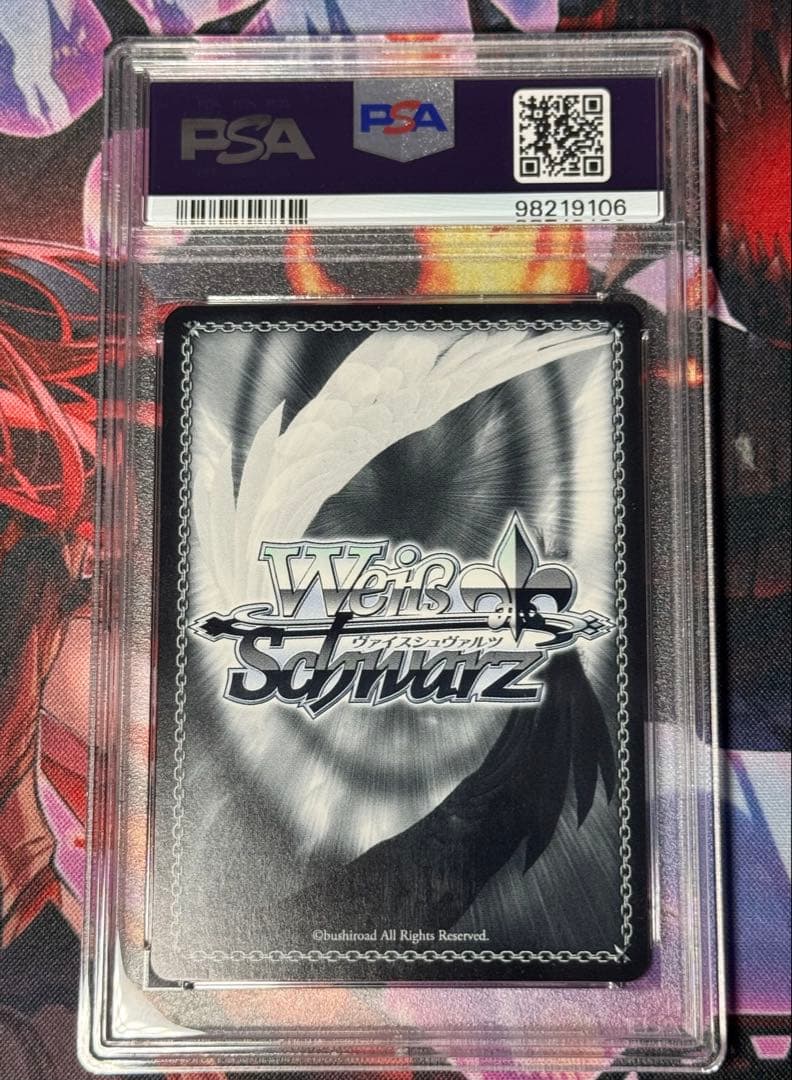 PSA
PSA
98219106
Weiß
ヴァイスシュヴァルツ
Schwarz
©bushiroad All Rights Reserved.